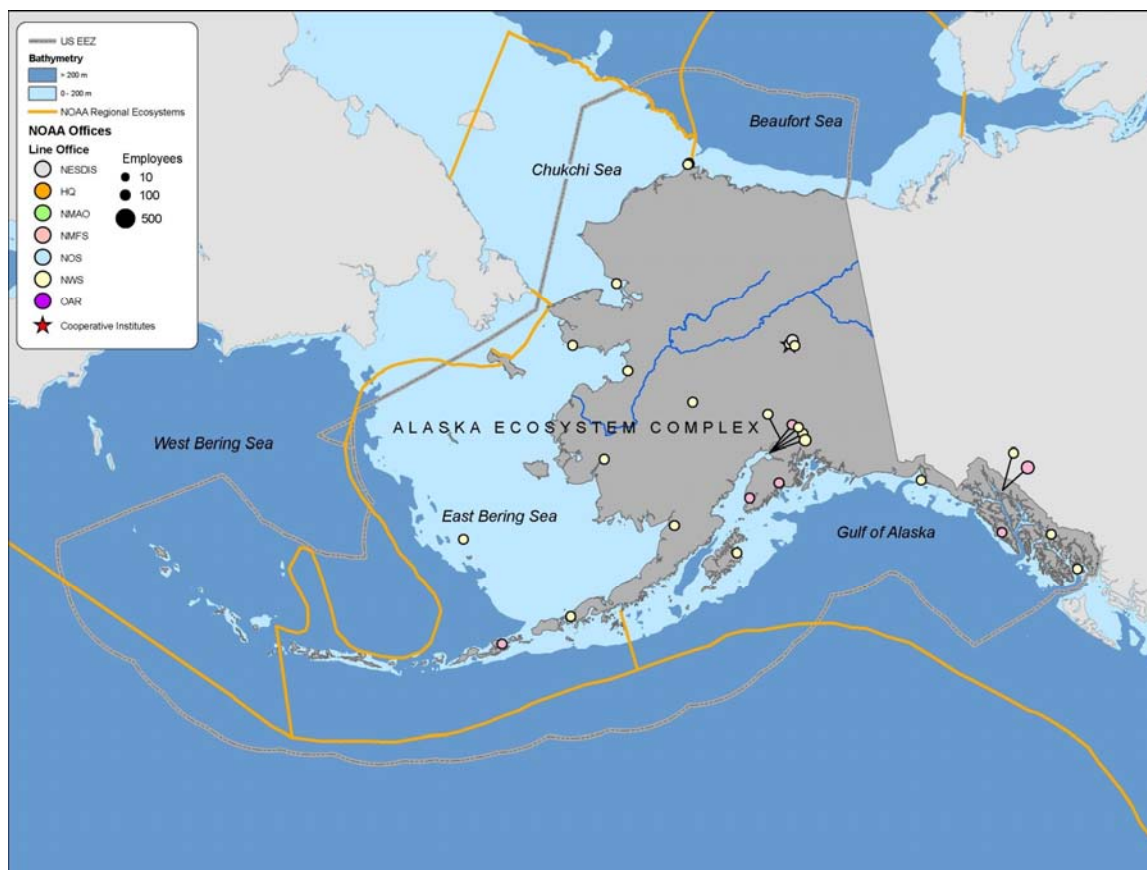 US EEZ
Bathymetry
> 200 m
0 - 200 m
NOAA Regional Ecosystems
NOAA Offices
Line Office
Employees
NESDIS
10
HQ
100
NMAO
500
NMFS
NOS
NWS
OAR
Cooperative Institutes
Beaufort Sea
Chukchi Sea
ALASKA ECOSYSTEM COMPLEX
West Bering Sea
East Bering Sea
Gulf of Alaska